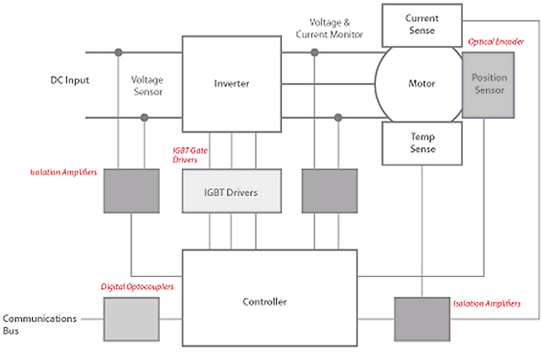 Voltage &
Current Monitor
Current
Sense
Optical Encoder
DC Input
Voltage
Sensor
Inverter
Motor
Position
Sensor
IGBT Gate
Drivers
Temp
Sense
Isolation Amplifiers
IGBT Drivers
Digital Optocouplers
Controller
Isolation Amplifiers
Communications
Bus